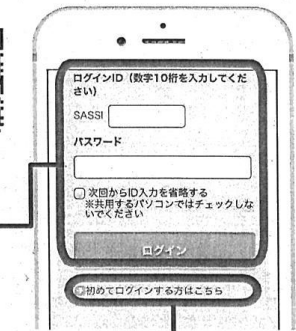 ログインID（数字10桁を入力してくだ
さい）
SASSI
パスワード
次回からID入力を省略する
※共用するパソコンではチェックしな
いでください
ログイン
初めてログインする方はこちら